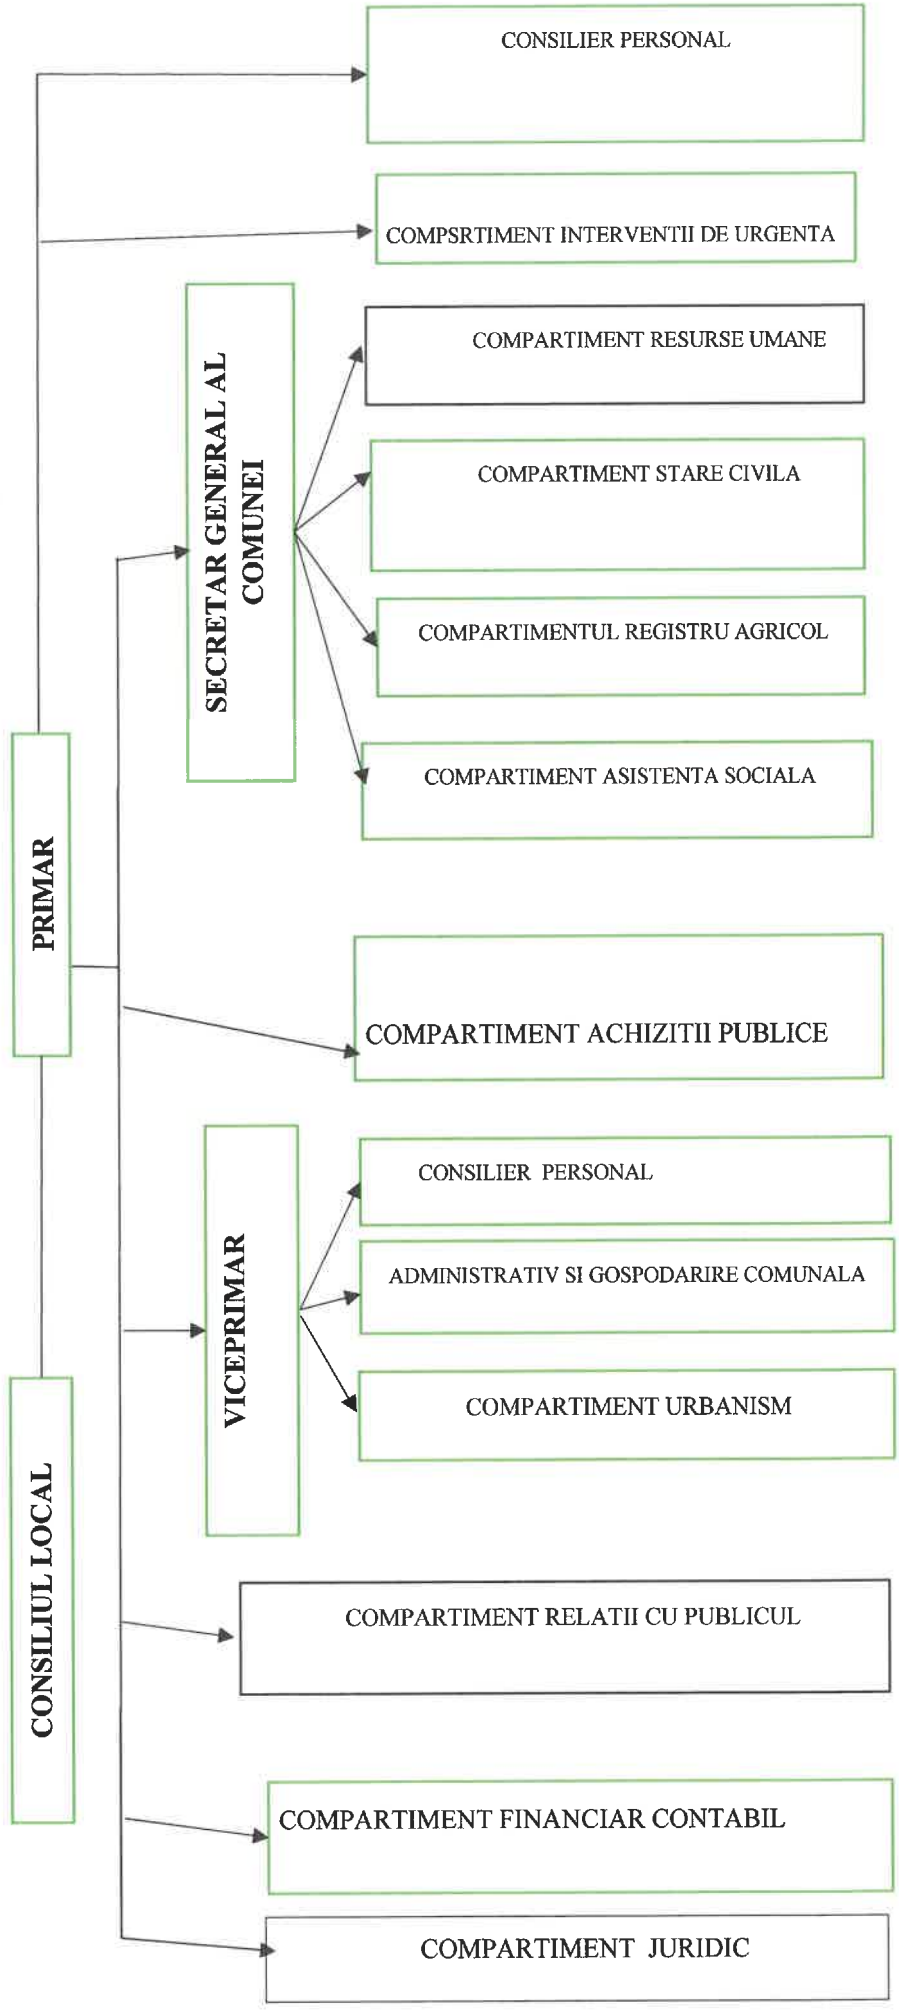 CONSILIER PERSONAL
COMPSRTIMENT INTERVENTII DE URGENTA
SECRETAR GENERAL AL
COMUNEI
COMPARTIMENT RESURSE UMANE
COMPARTIMENT STARE CIVILA
COMPARTIMENTUL REGISTRU AGRICOL
COMPARTIMENT ASISTENTA SOCIALA
PRIMAR
COMPARTIMENT ACHIZITII PUBLICE
VICEPRIMAR
CONSILIER PERSONAL
ADMINISTRATIV SI GOSPODARIRE COMUNALA
COMPARTIMENT URBANISM
CONSILIUL LOCAL
COMPARTIMENT RELATII CU PUBLICUL
COMPARTIMENT FINANCIAR CONTABIL
COMPARTIMENT JURIDIC